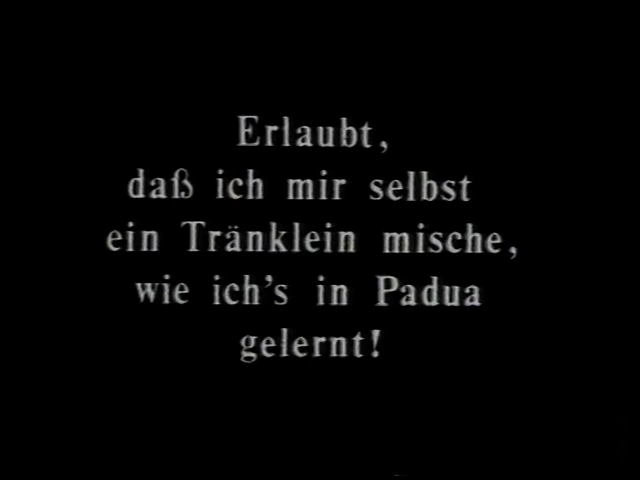 Erlaubt,
daß ich mir selbst
ein Tränklein mische,
wie ich's in Padua
gelernt!